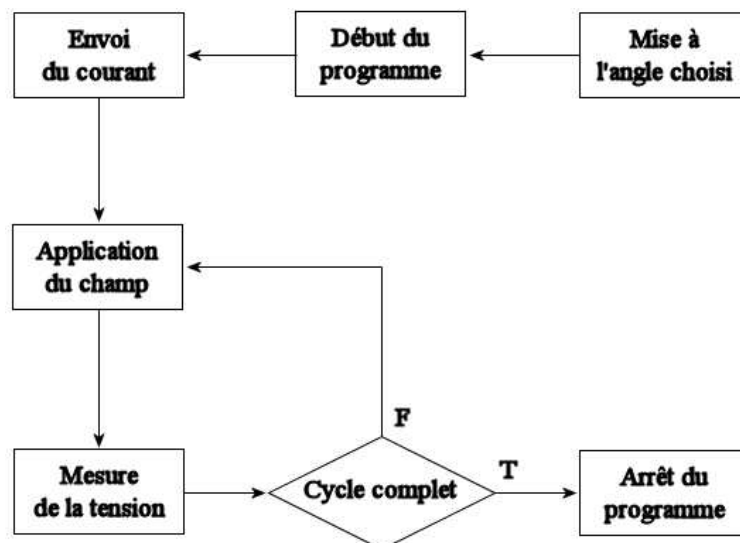 Envoi
du courant
Début du
programme
Mise à
l'angle choisi
Application
du champ
F
T
Mesure
de la tension
Cycle complet
Arrêt du
programme